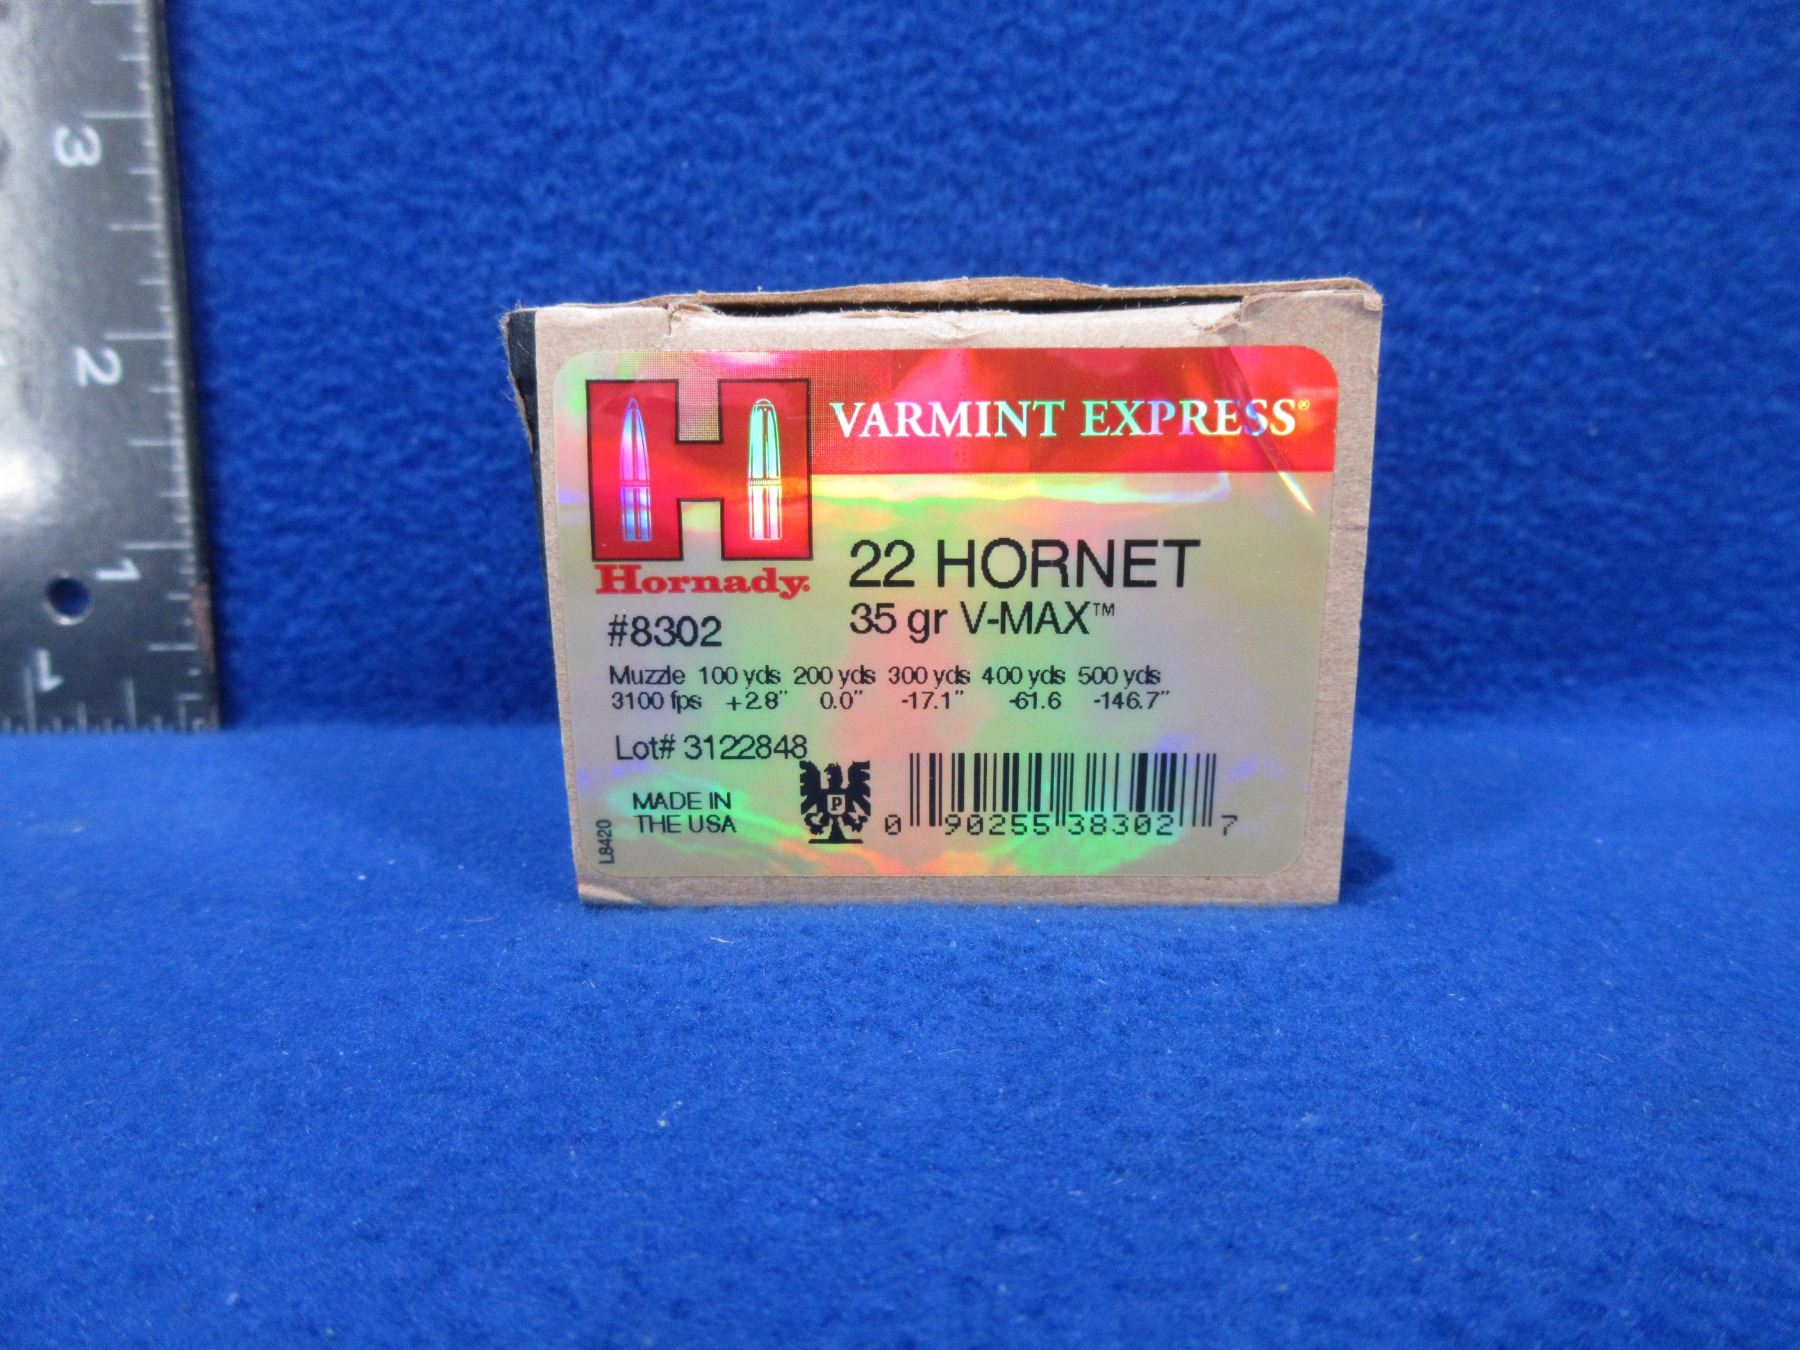 3
2
1
1
VARMINT EXPRESS®
Hornady.
22 HORNET
35 gr V-MAX™
#8302
Muzzle 100 yds 200 yds 300 yds 400 yds 500 yds
3100 fps +2.8" 0.0" -17.1" -61.6 -146.7"
Lot# 3122848
MADE IN
THE USA
L8420
P
0 90255 38302 7